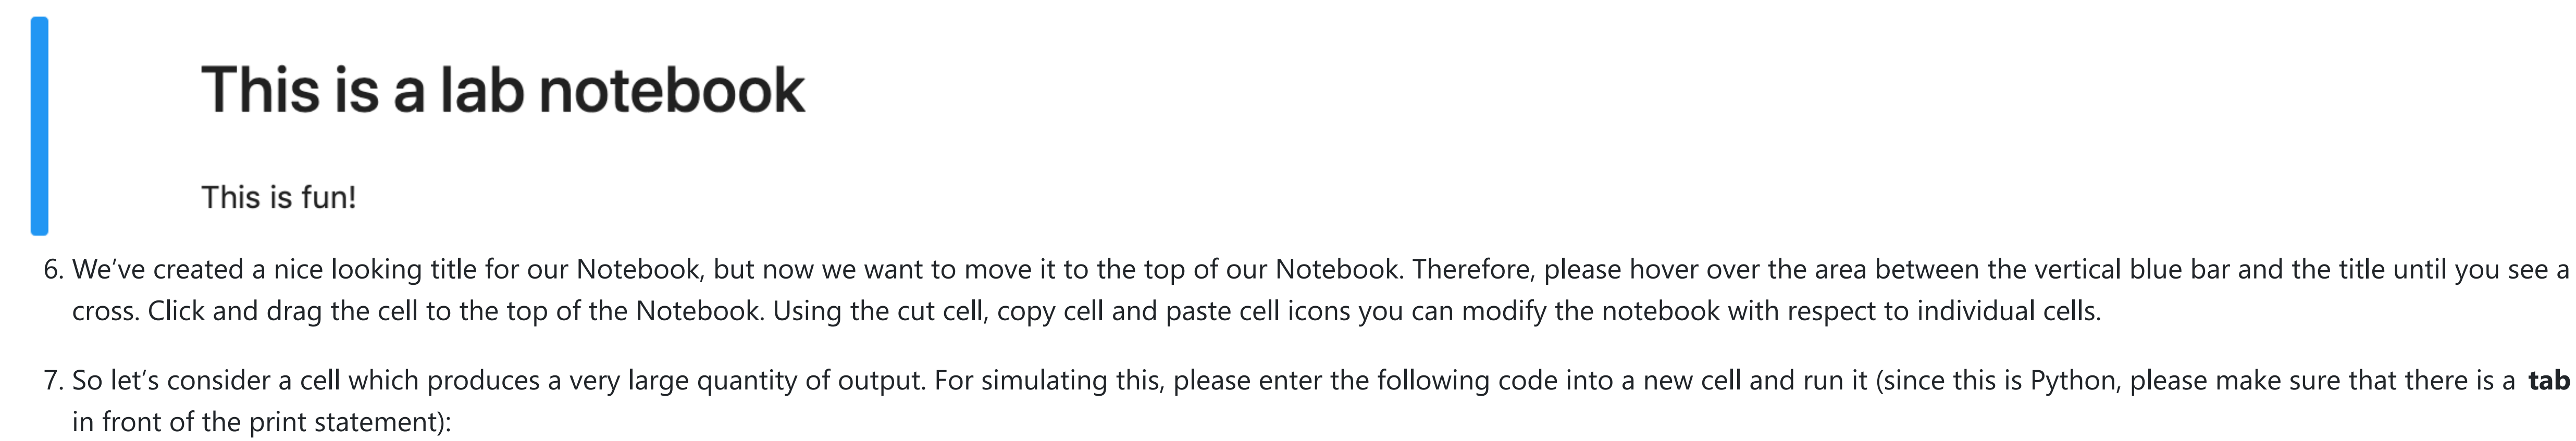 This is a lab notebook
This is fun!
6. We’ve created a nice looking title for our Notebook, but now we want to move it to the top of our Notebook. Therefore, please hover over the area between the vertical blue bar and the title until you see a
cross. Click and drag the cell to the top of the Notebook. Using the cut cell, copy cell and paste cell icons you can modify the notebook with respect to individual cells.
7. So let’s consider a cell which produces a very large quantity of output. For simulating this, please enter the following code into a new cell and run it (since this is Python, please make sure that there is a tab
in front of the print statement):